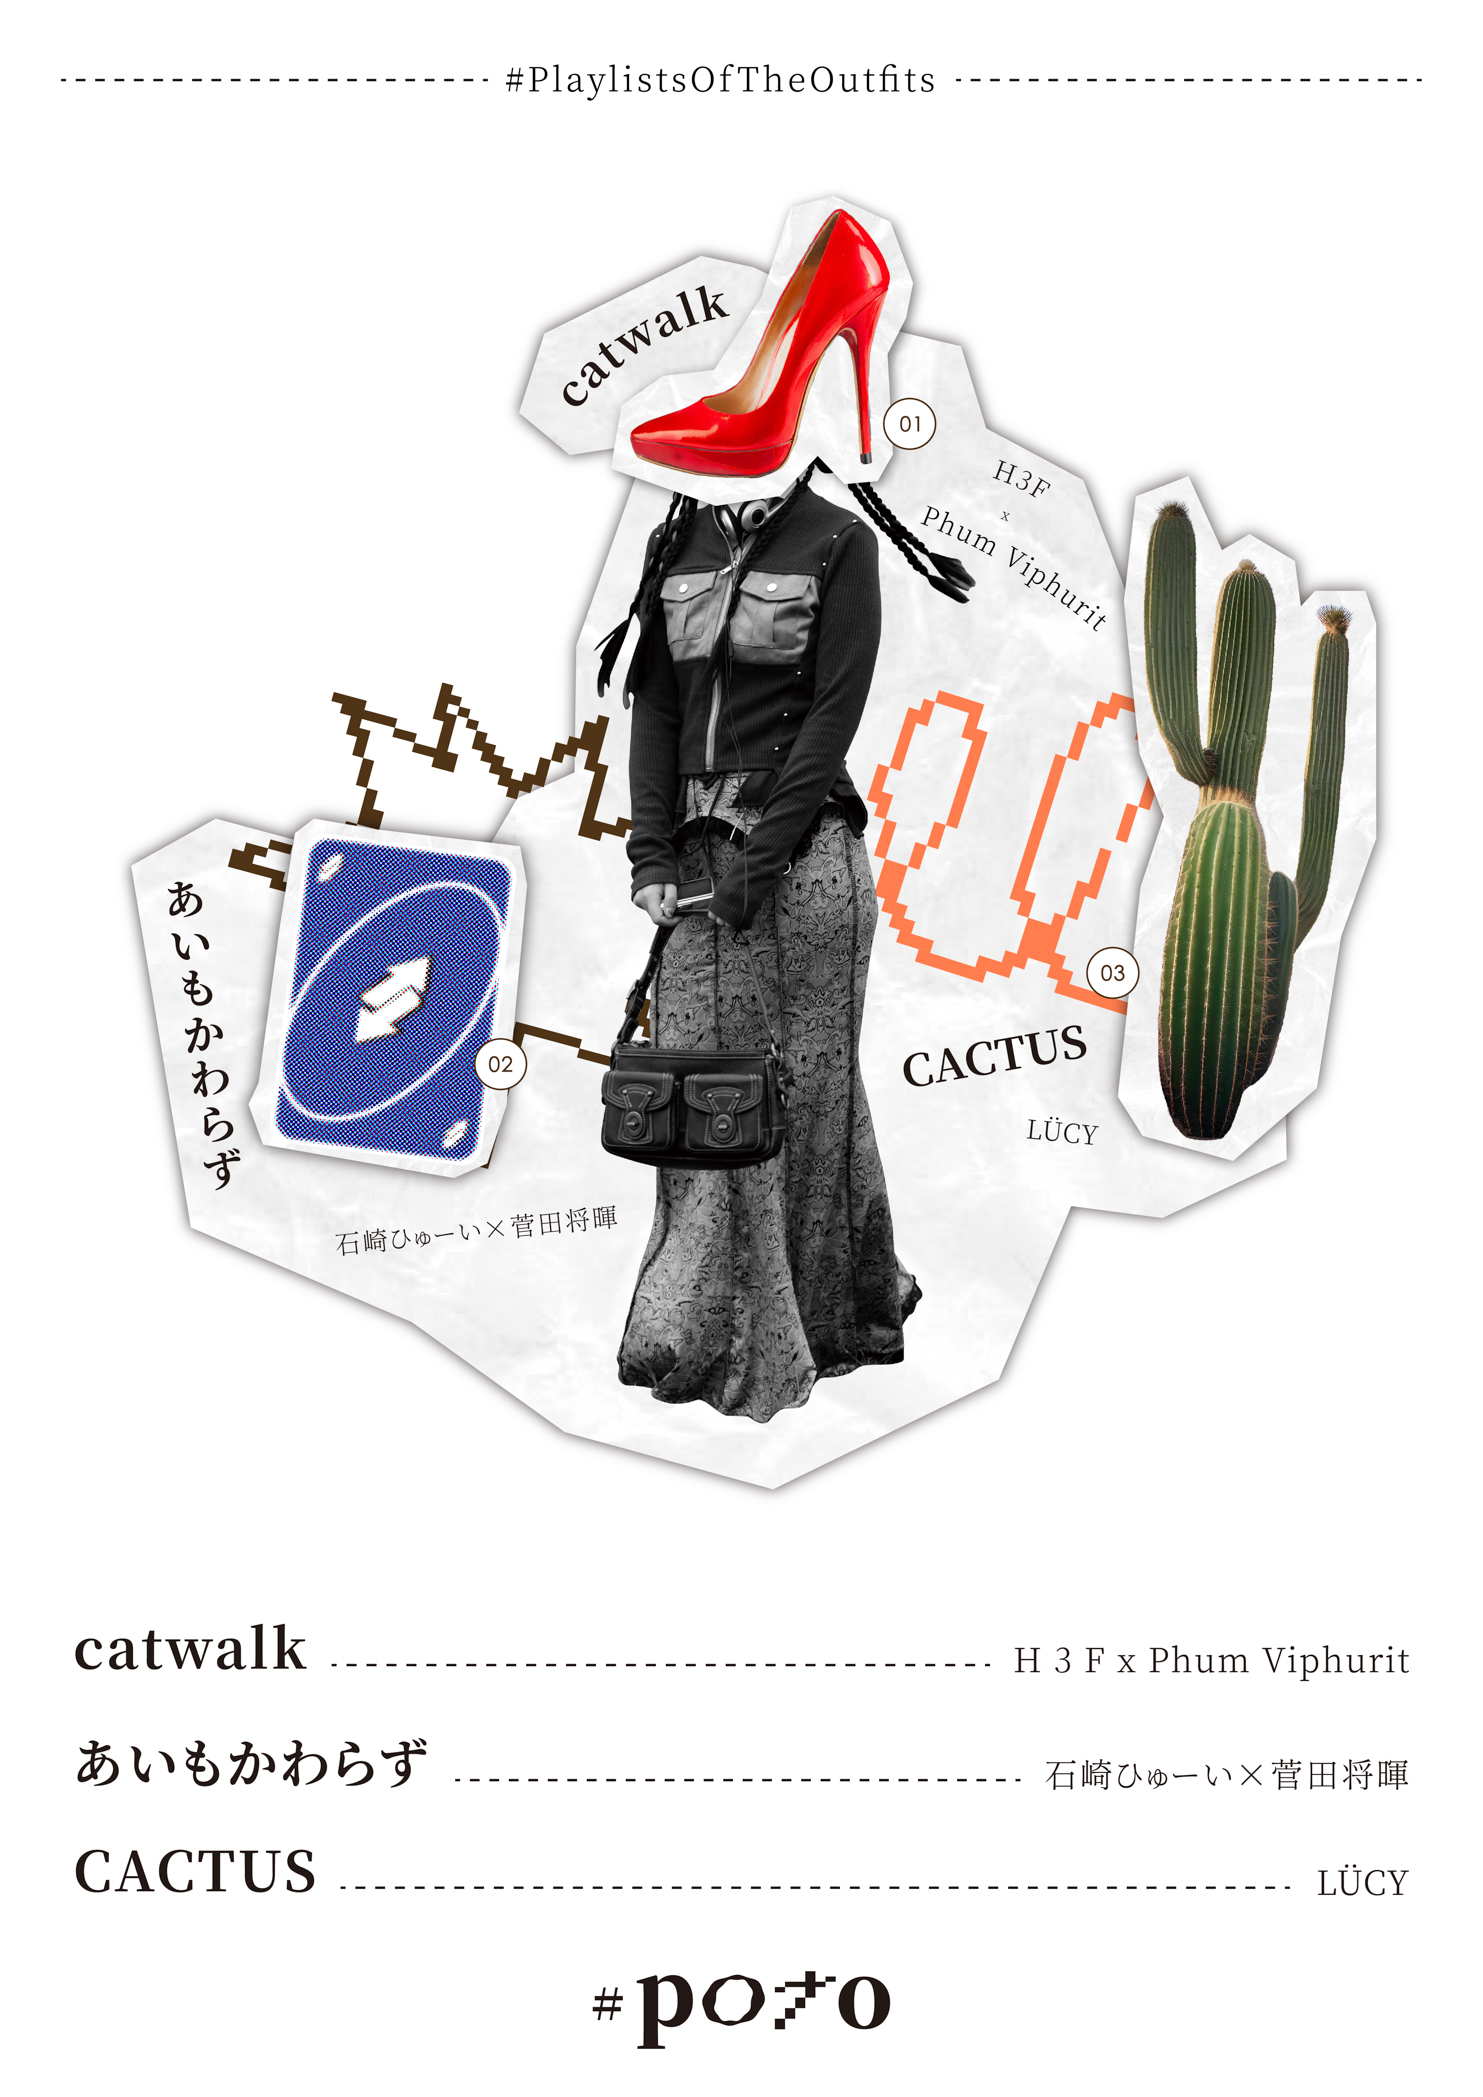 #PlaylistsOfTheOutfits
catwalk
01
H3F
x
Phum Viphurit
あいもかわらず
02
石崎ひゅーい×菅田将暉
03
CACTUS
LÜCY
catwalk H 3 F x Phum Viphurit
あいもかわらず 石崎ひゅーい×菅田将暉
CACTUS LÜCY
#poto